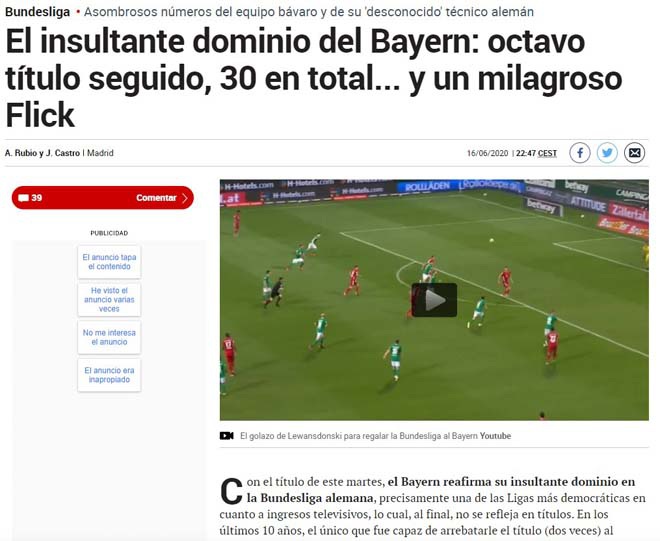 Bundesliga • Asombrosos números del equipo bávaro y de su 'desconocido' técnico alemán
El insultante dominio del Bayern: octavo
título seguido, 30 en total... y un milagroso
Flick
A. Rubio y J. Castro | Madrid
16/06/2020 | 22:47 CEST
39 Comentar
PUBLICIDAD
El anuncio tapa
el contenido
He visto el
anuncio varias
veces
No me interesa
el anuncio
El anuncio era
inapropiado
H-Hotels.com
H-Hotels.com
ROLLLÄDEN
H-Hotels.com
betway
CAMPING
betway
ATTITUDE
Zillertal
El golazo de Lewansdonski para regalar la Bundesliga al Bayern Youtube
Con el título de este martes, el Bayern reafirma su insultante dominio en
la Bundesliga alemana, precisamente una de las Ligas más democráticas en
cuanto a ingresos televisivos, lo cual, al final, no se refleja en títulos. En los
últimos 10 años, el único que fue capaz de arrebatarle el título (dos veces) al